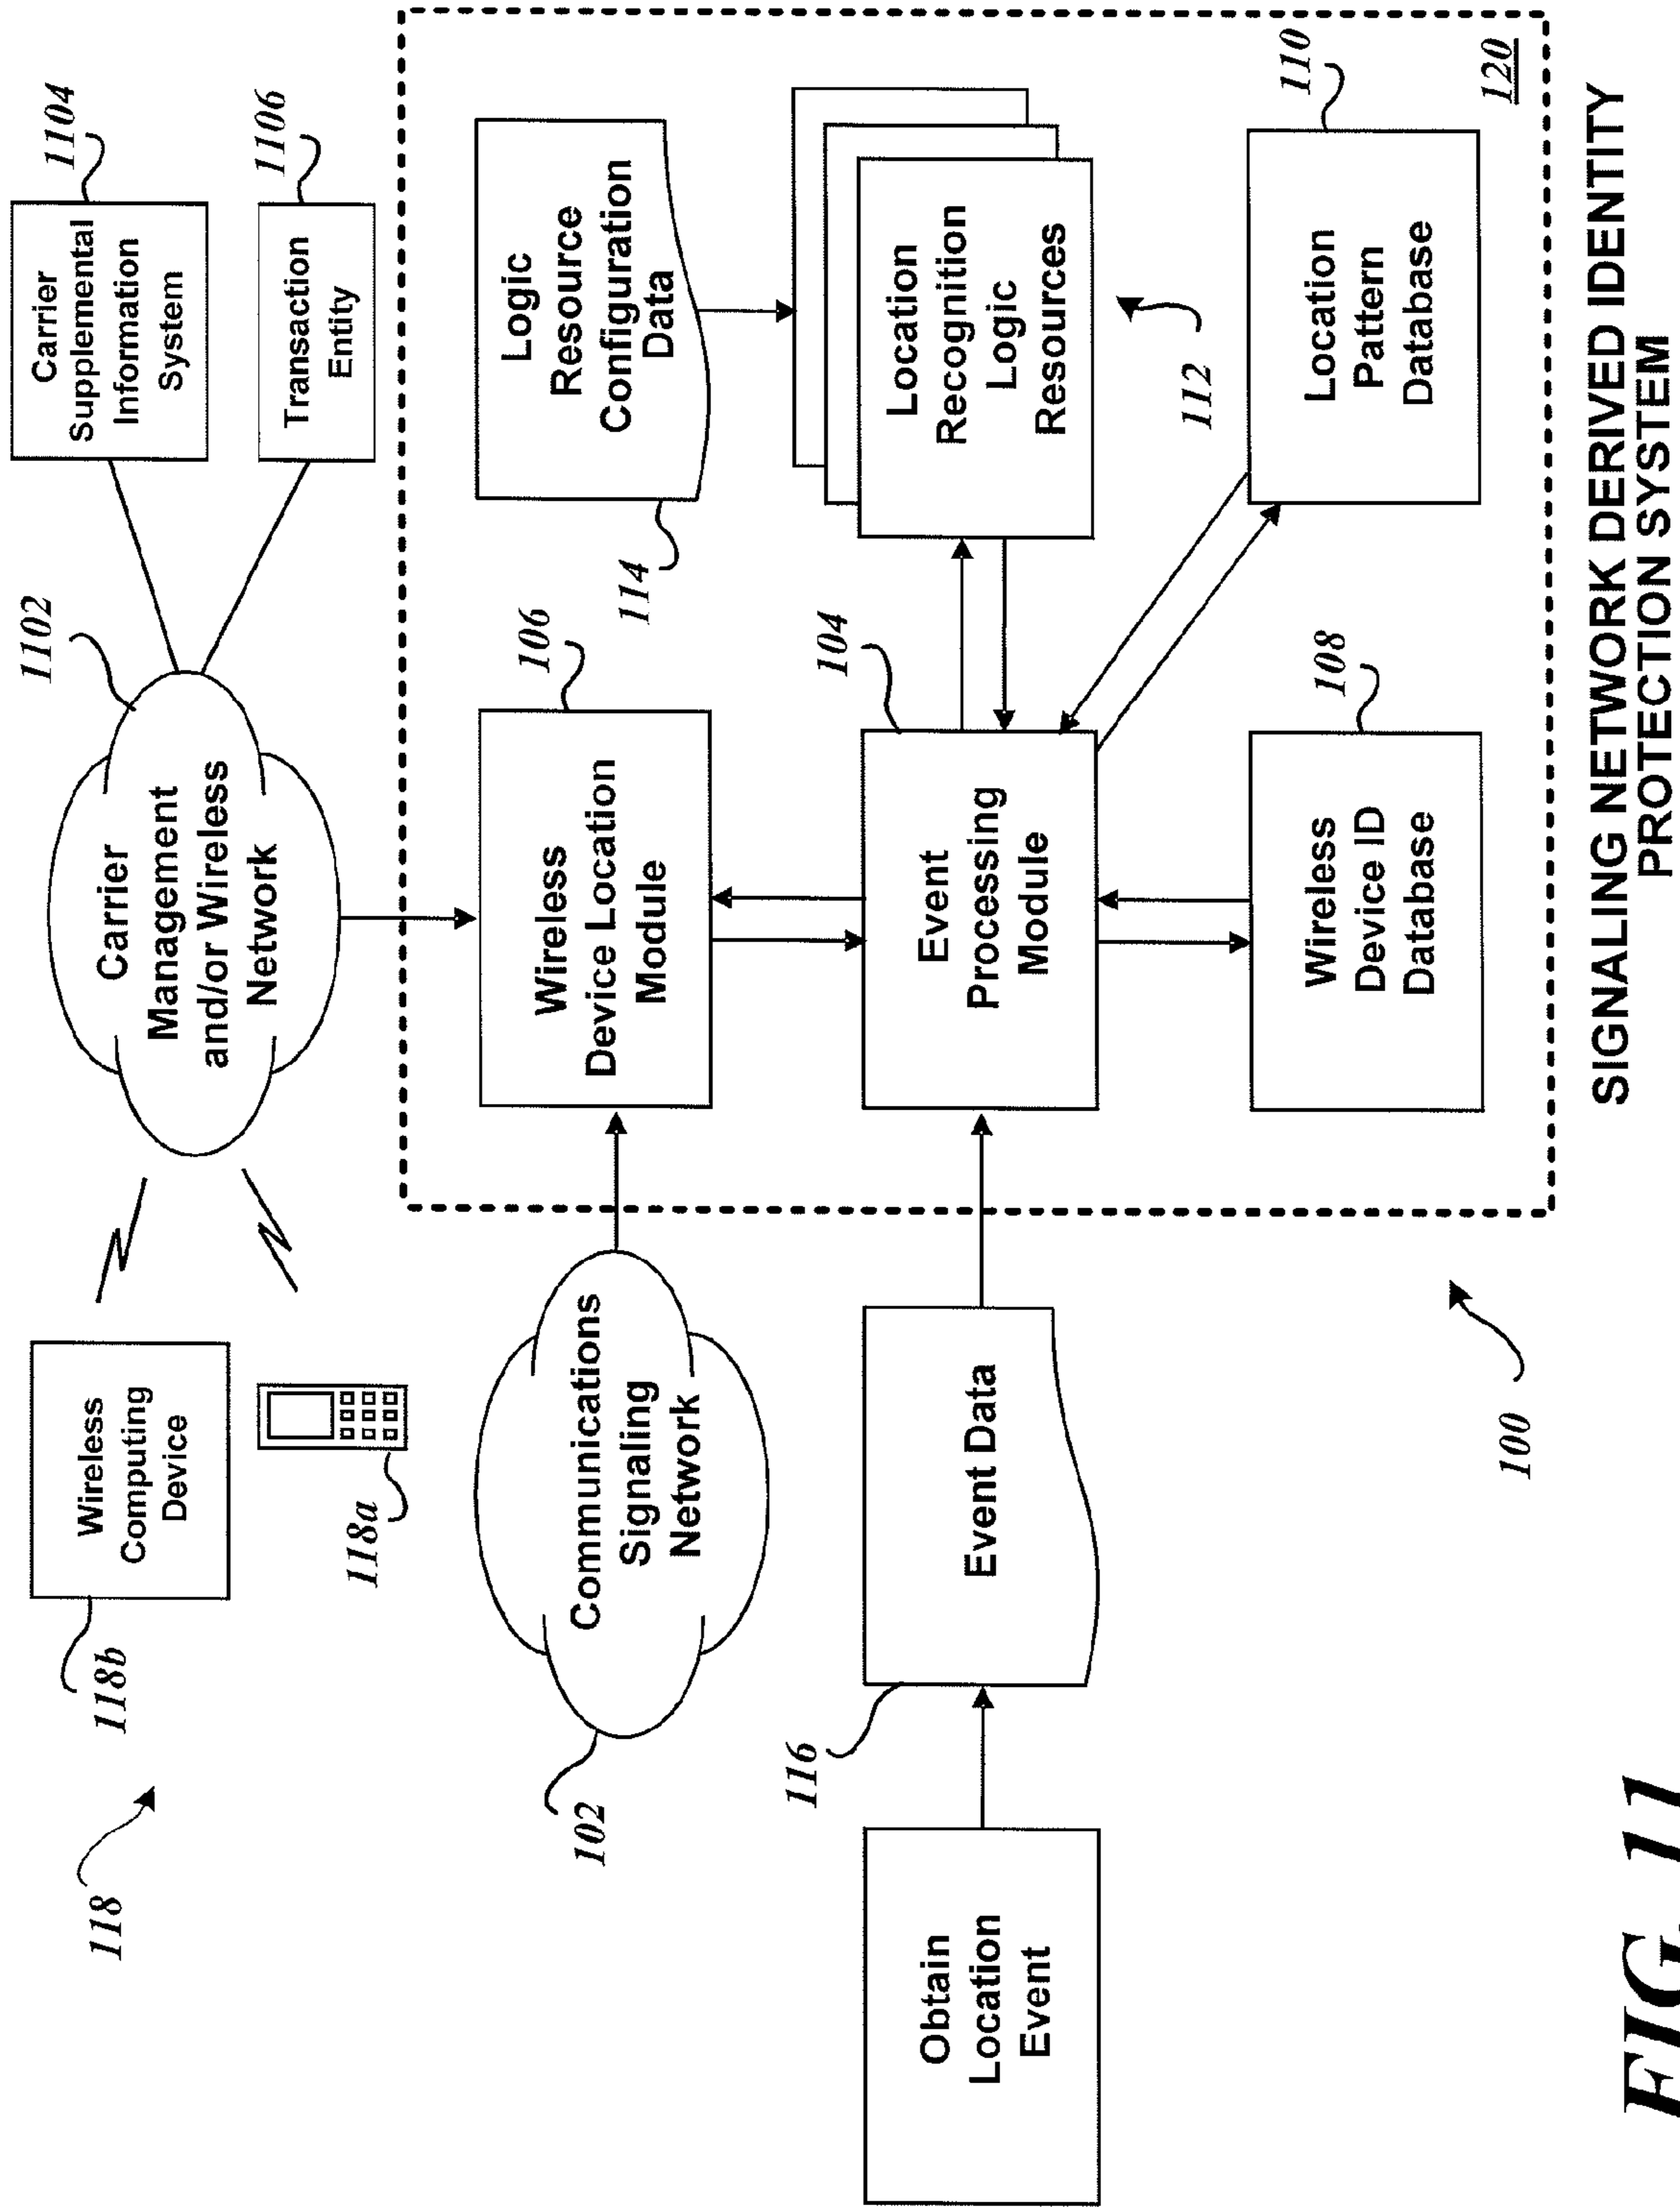 118
118b
Wireless
Computing
Device
118a
1102
Carrier
Management
and/or Wireless
Network
1104
Carrier
Supplemental
Information
System
1106
Transaction
Entity
102
Communications
Signaling
Network
106
Wireless
Device Location
Module
114
Logic
Resource
Configuration
Data
Obtain
Location
Event
116
Event Data
104
Event
Processing
Module
Location
Recognition
Logic
Resources
112
108
Wireless
Device ID
Database
110
Location
Pattern
Database
120
100
SIGNALING NETWORK DERIVED IDENTITY
PROTECTION SYSTEM
FIG. 11